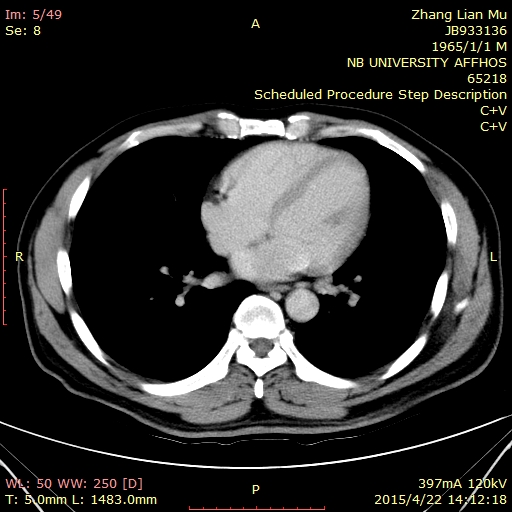 Im: 5/49
Se: 8
A
Zhang Lian Mu
JB933136
1965/1/1 M
NB UNIVERSITY AFFHOS
65218
Scheduled Procedure Step Description
C+V
C+V
R
L
WL: 50 WW: 250 [D]
T: 5.0mm L: 1483.0mm
P
397mA 120kV
2015/4/22 14:12:18